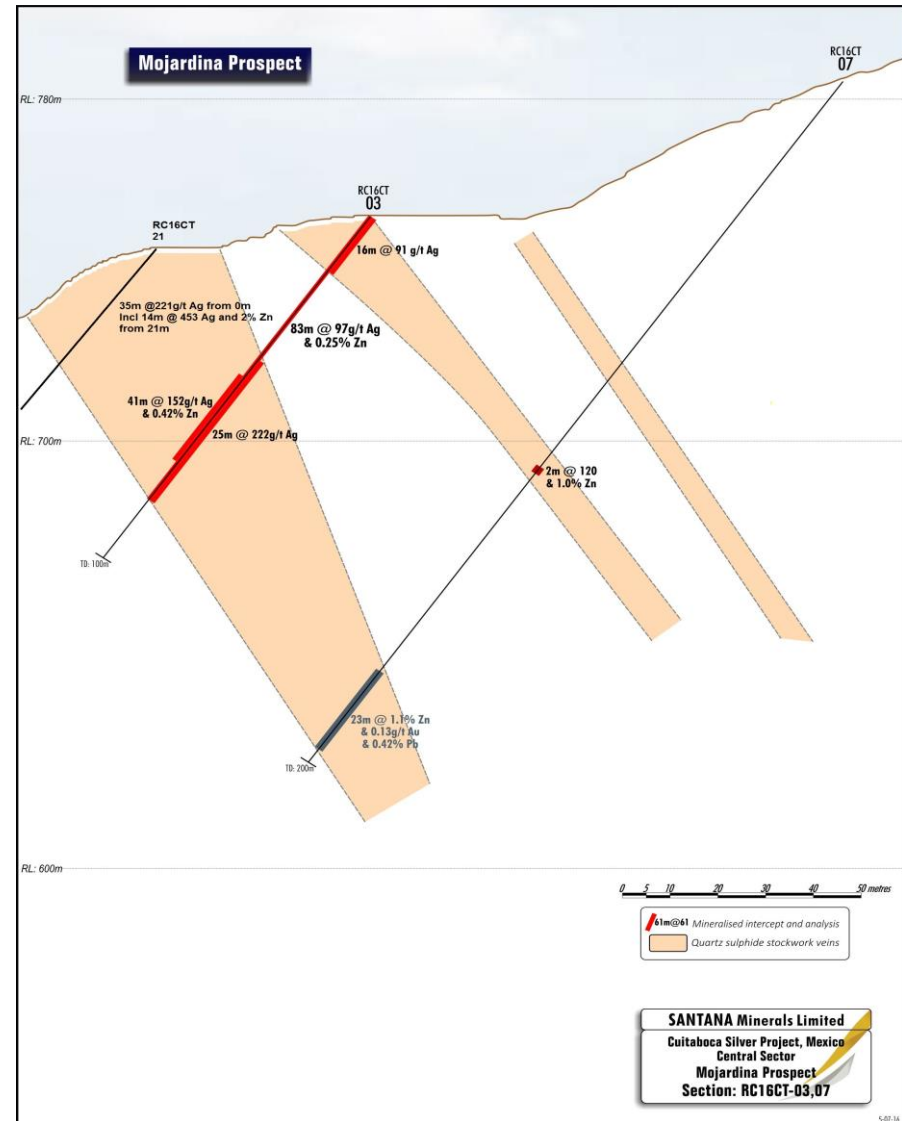 Mojardina Prospect
RC16CT
07
RL: 780m
RC16CT
03
RC16CT
21
16m @ 91 g/t Ag
35m @221g/t Ag from 0m
Incl 14m @ 453 Ag and 2% Zn
from 21m
83m @ 97g/t Ag
& 0.25% Zn
41m @ 152g/t Ag
& 0.42% Zn
25m @ 222g/t Ag
RL: 700m
2m @ 120
& 1.0% Zn
TD: 100m
23m @ 1.1% Zn
& 0.13g/t Au
& 0.42% Pb
TD: 200m
RL: 600m
0 5 10 20 30 40 50 metres
61m@61 Mineralised intercept and analysis
Quartz sulphide stockwork veins
SANTANA Minerals Limited
Cuitaboca Silver Project, Mexico
Central Sector
Mojardina Prospect
Section: RC16CT-03,07